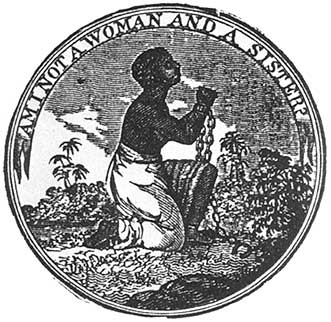 AM I NOT A WOMAN AND A SISTER?